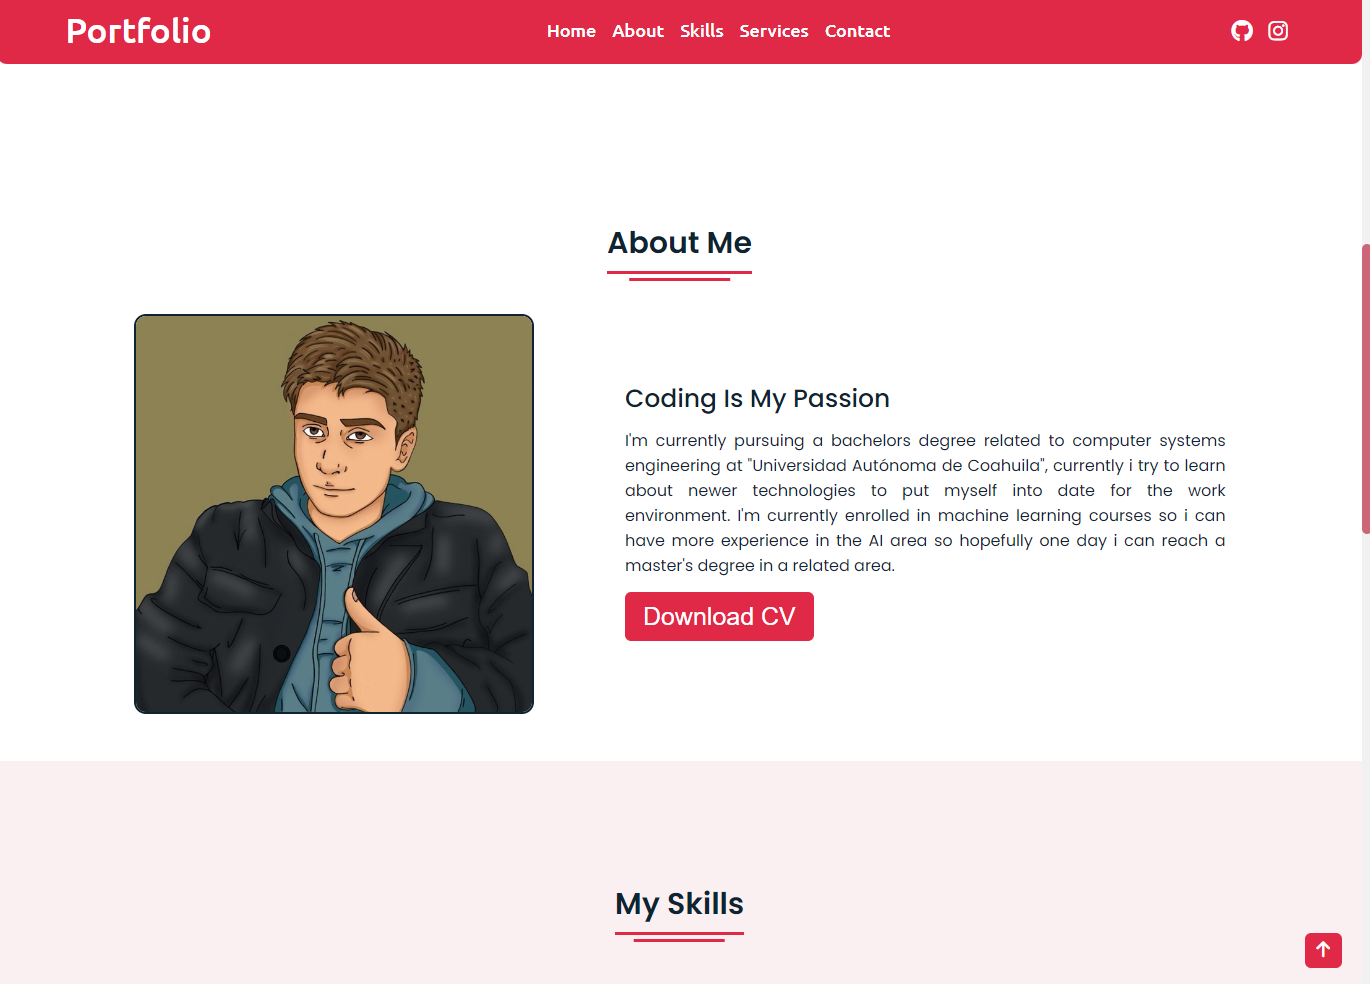 Portfolio
Home About Skills Services Contact
About Me
Coding Is My Passion
I'm currently pursuing a bachelors degree related to computer systems
engineering at "Universidad Autónoma de Coahuila", currently i try to learn
about newer technologies to put myself into date for the work
environment. I'm currently enrolled in machine learning courses so i can
have more experience in the AI area so hopefully one day i can reach a
master's degree in a related area.
Download CV
My Skills